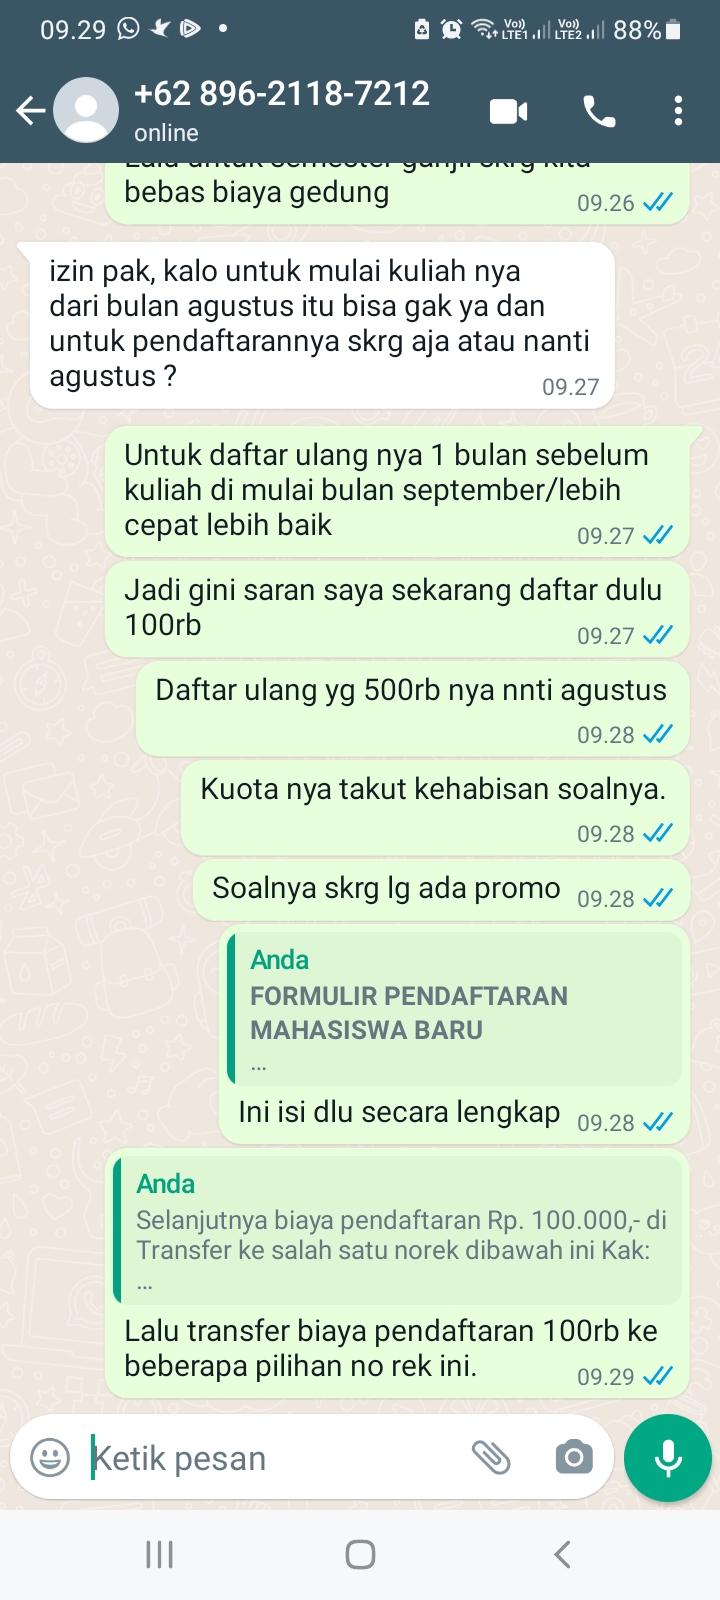 09.29
Vo)) LTE1
Vo)) LTE2
88%
+62 896-2118-7212
online
Lalu untuk semester ganjil skrg kita
bebas biaya gedung
09.26
izin pak, kalo untuk mulai kuliah nya
dari bulan agustus itu bisa gak ya dan
untuk pendaftarannya skrg aja atau nanti
agustus ?
09.27
Untuk daftar ulang nya 1 bulan sebelum
kuliah di mulai bulan september/lebih
cepat lebih baik
09.27
Jadi gini saran saya sekarang daftar dulu
100rb
09.27
Daftar ulang yg 500rb nya nnti agustus
09.28
Kuota nya takut kehabisan soalnya.
09.28
Soalnya skrg lg ada promo
09.28
Anda
FORMULIR PENDAFTARAN
MAHASISWA BARU
...
Ini isi dlu secara lengkap
09.28
Anda
Selanjutnya biaya pendaftaran Rp. 100.000,- di
Transfer ke salah satu norek dibawah ini Kak:
...
Lalu transfer biaya pendaftaran 100rb ke
beberapa pilihan no rek ini.
09.29
Ketik pesan